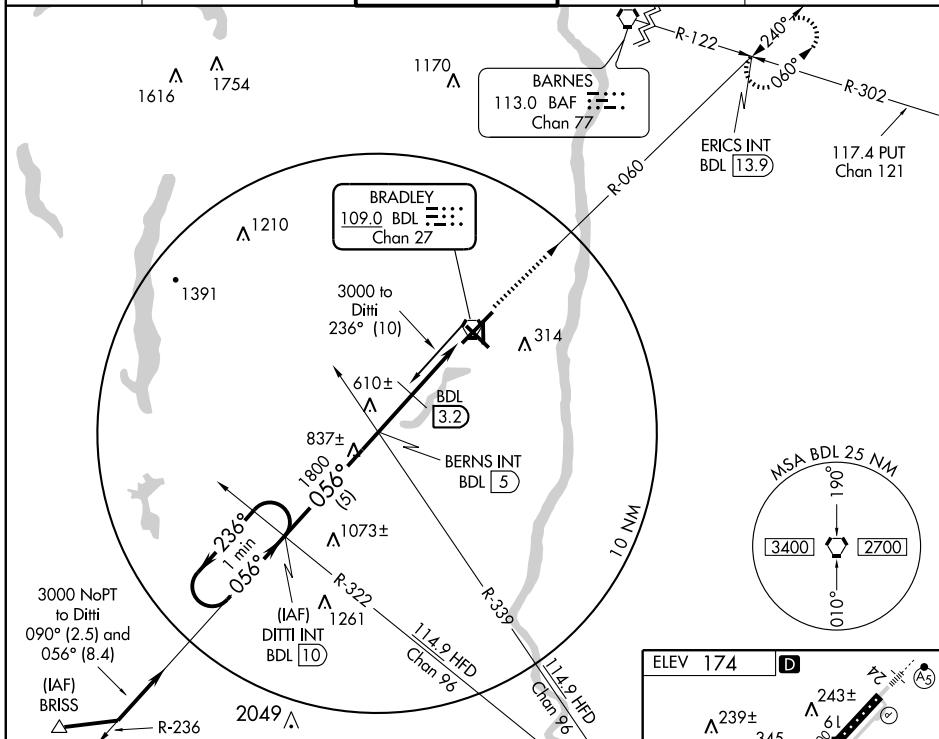 1616
1754
1170
BARNES
113.0 BAF
Chan 77
R-122
240°
060°
R-302
ERICS INT
BDL 13.9
117.4 PUT
Chan 121
R-060
BRADLEY
109.0 BDL
Chan 27
1210
1391
3000 to
Ditti
236° (10)
314
610±
BDL
3.2
837±
1800
056°
(5)
BERNS INT
BDL 5
MSA BDL 25 NM
190°
3400
2700
010°
10 NM
236°
1 min
056°
1073±
R-322
R-339
3000 NoPT
to Ditti
090° (2.5) and
056° (8.4)
(IAF)
BRISS
R-236
(IAF)
DITTI INT
BDL 10
1261
114.9 HFD
Chan 96
114.9 HFD
Chan 96
2049
ELEV 174
D
24
A5
P
243±
239±
19
345